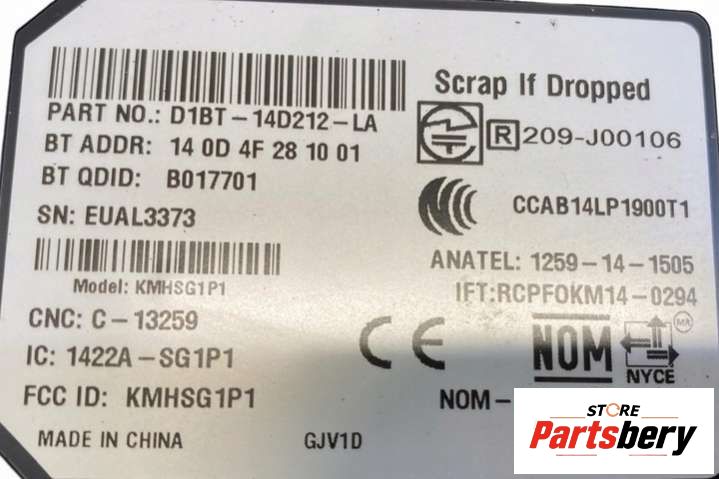 Scrap If Dropped
PART NO.: D1BT-14D212-LA
BT ADDR: 14 0D 4F 28 10 01
R 209-J00106
BT QDID: B017701
CCAB14LP1900T1
SN: EUAL3373
ANATEL: 1259-14-1505
Model: KMHSG1P1
IFT:RCPFOKM14-0294
CNC: C-13259
CE
NOM
MR
IC: 1422A-SG1P1
NYCE
FCC ID: KMHSG1P1
NOM-
MADE IN CHINA
GJV1D
STORE
Partsbery